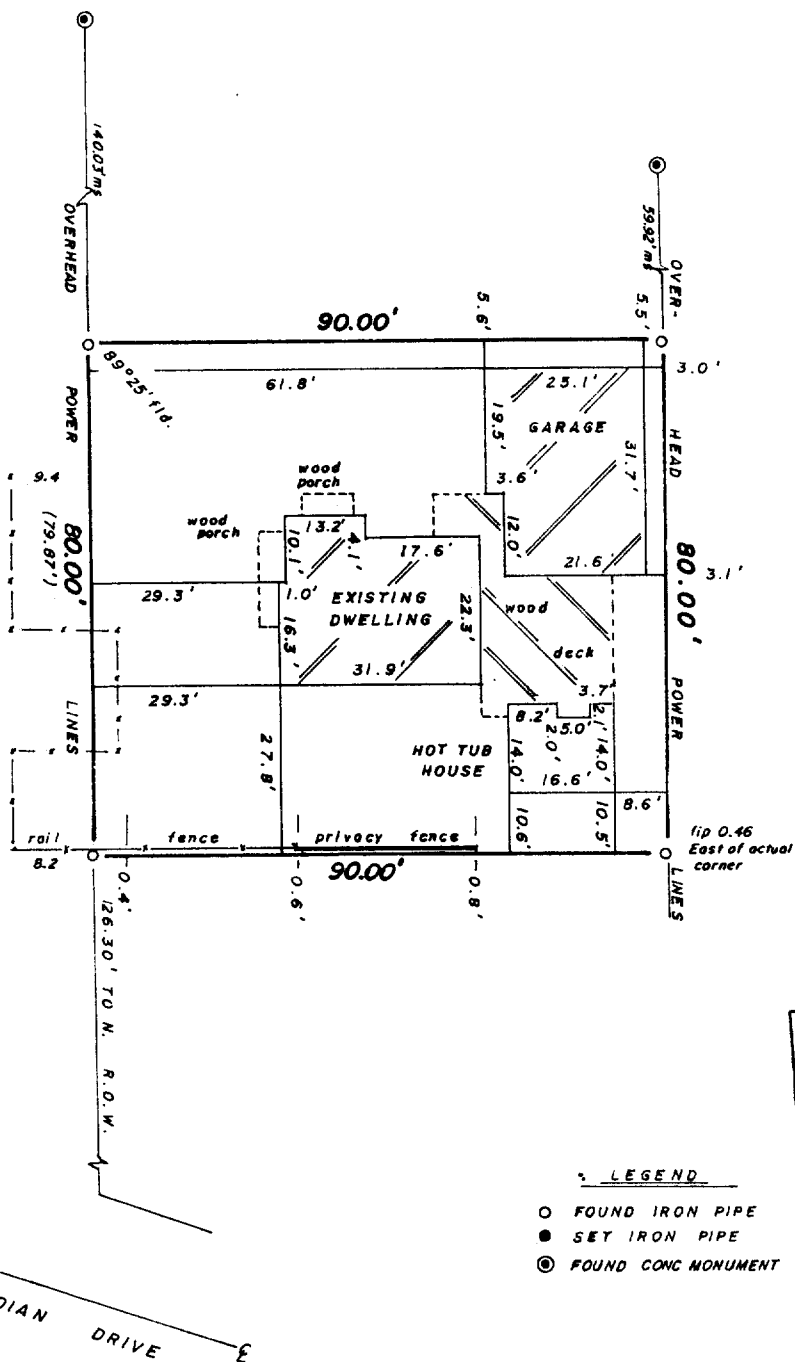 140.03'ms
OVERHEAD
59.92'ms
OVER-
5.6'
5.5'
90.00'
89°25' fld.
61.8'
25.1'
3.0'
POWER
19.5'
GARAGE
HEAD
31.7'
3.6'
9.4
wood
porch
wood
porch
13.2'
4.1'
10.1'
17.6'
12.0'
21.6
3.1'
80.00'
(79.87')
80.00'
29.3'
1.0'
EXISTING
DWELLING
22.3'
wood
deck
16.3'
31.9'
3.7'
29.3'
LINES
27.8'
8.2'
5.0'
2.0'
2.1'
POWER
HOT TUB
HOUSE
14.0'
14.0'
16.6'
8.6'
10.6'
10.5'
rail
fence
privacy fence
8.2
90.00'
fip 0.46
East of actual
corner
0.4'
0.6'
0.8'
LINES
126.30' TO N. R.O.W.
LEGEND
FOUND IRON PIPE
SET IRON PIPE
FOUND CONC MONUMENT
DIAN DRIVE